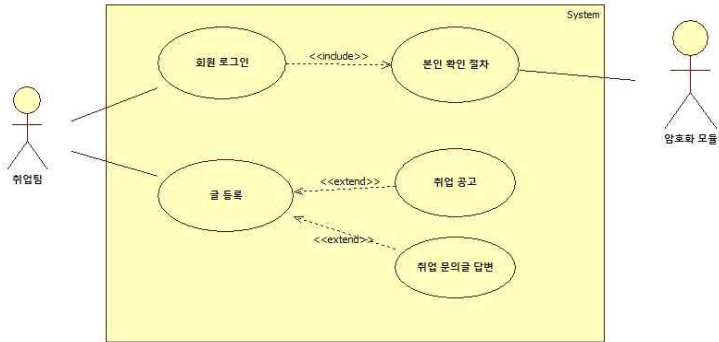 System
회원 로그인
<<include>>
본인 확인 절차
암호화 모듈
취업팀
글 등록
<<extend>>
취업 공고
<<extend>>
취업 문의글 답변